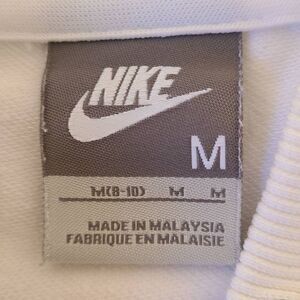 NIKE
M
M(8-10) M M
MADE IN MALAYSIA
FABRIQUE EN MALAISIE